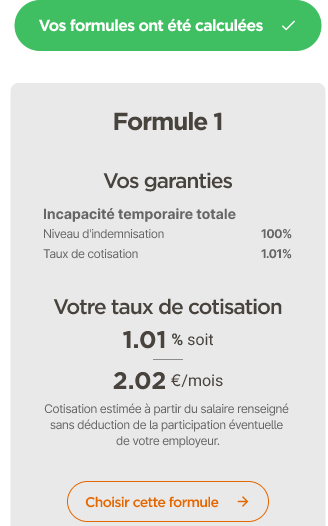 Vos formules ont été calculées
Formule 1
Vos garanties
Incapacité temporaire totale
Niveau d'indemnisation 100%
Taux de cotisation 1.01%
Votre taux de cotisation
1.01 % soit
2.02 €/mois
Cotisation estimée à partir du salaire renseigné
sans déduction de la participation éventuelle
de votre employeur.
Choisir cette formule